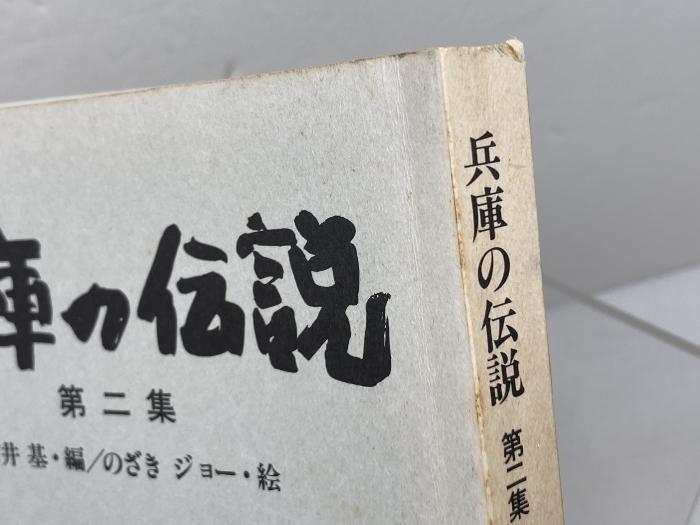 庫の伝説
第二集
井 基・編/のざき ジョー・絵
兵庫の伝説 第二集